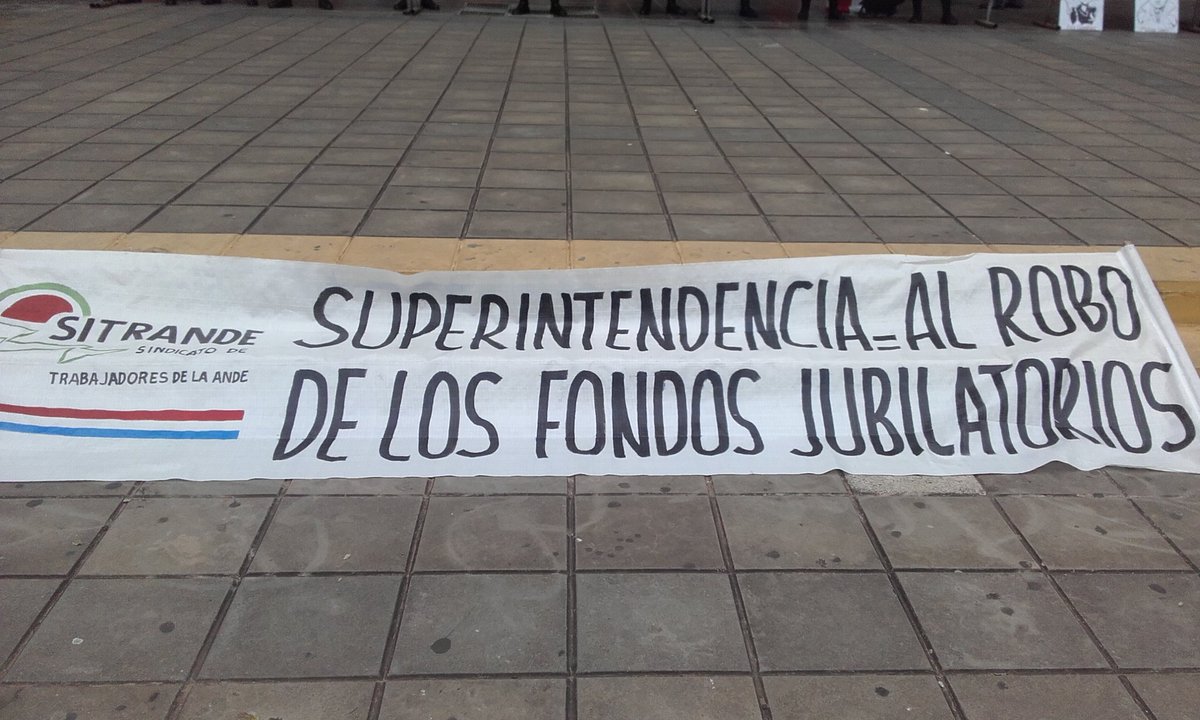 SITRANDE
SINDICATO DE
TRABAJADORES DE LA ANDE
SUPERINTENDENCIA=AL ROBO
DE LOS FONDOS JUBILATORIOS